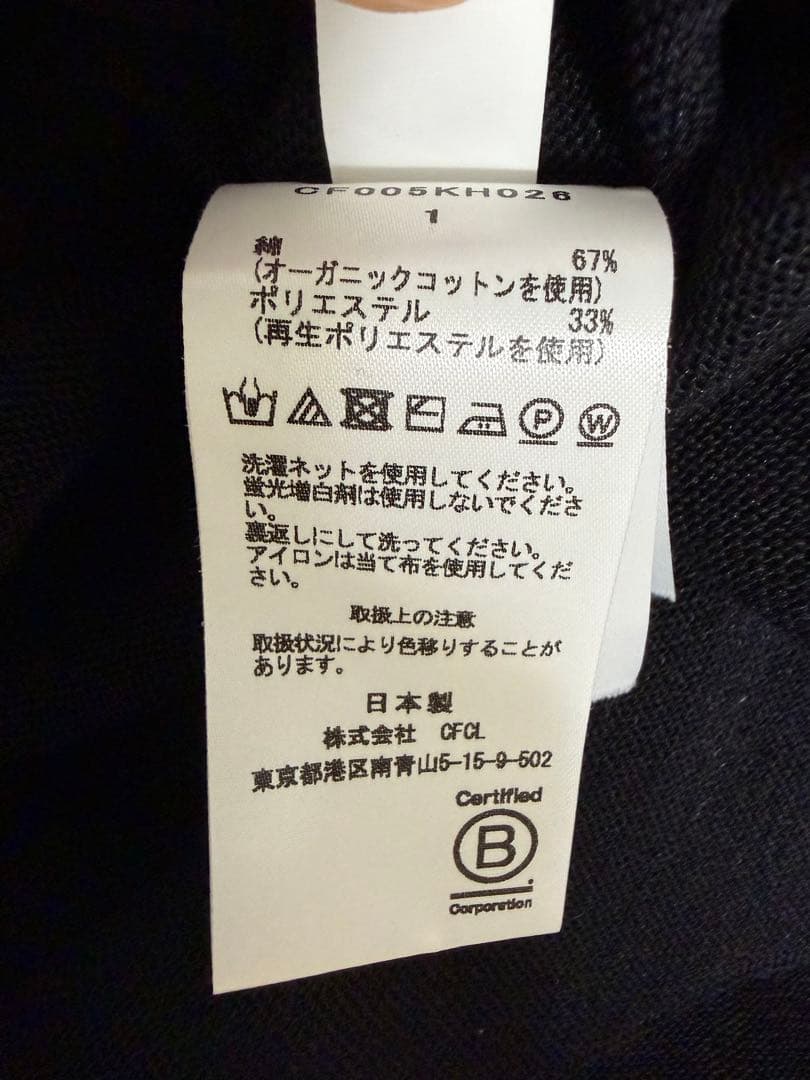 CF005KH026
1
綿 67%
(オーガニックコットンを使用)
ポリエステル 33%
(再生ポリエステルを使用)
P W
洗濯ネットを使用してください。
蛍光増白剤は使用しないでくださ
い。
裏返しにして洗ってください。
アイロンは当て布を使用してくだ
さい。
取扱上の注意
取扱状況により色移りすることが
あります。
日本製
株式会社 CFCL
東京都港区南青山5-15-9-502
Certified
B
Corporation